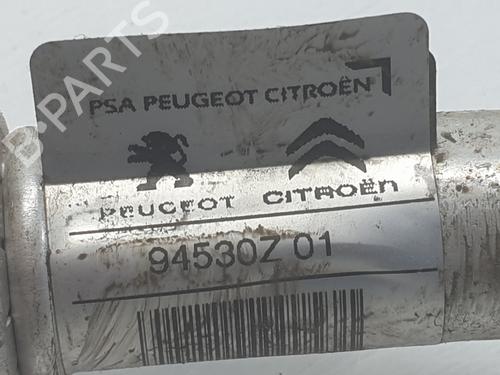 B-PARTS
PSA PEUGEOT CITROËN
PEUGEOT CITROËN
94530Z 01